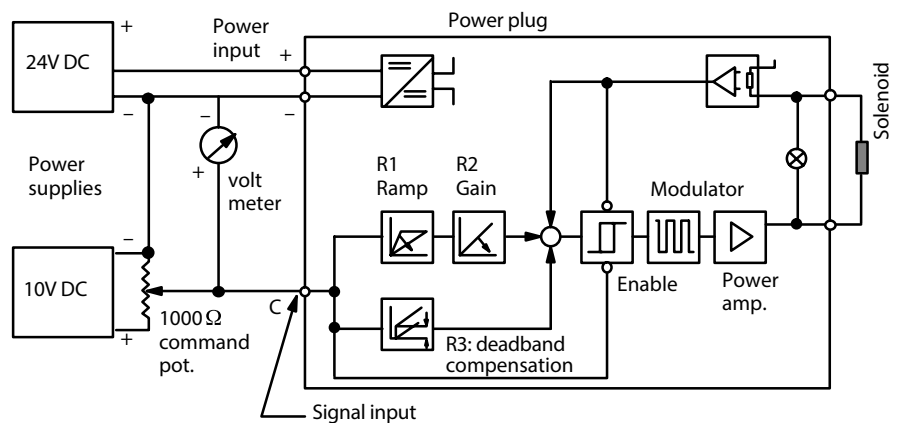 Power plug
+
Power
input
+
24V DC
−
−
−
+
volt
meter
Power
supplies
R1
Ramp
R2
Gain
Modulator
Solenoid
−
10V DC
+
1000 Ω
command
pot.
C
Enable
Power
amp.
R3: deadband
compensation
Signal input